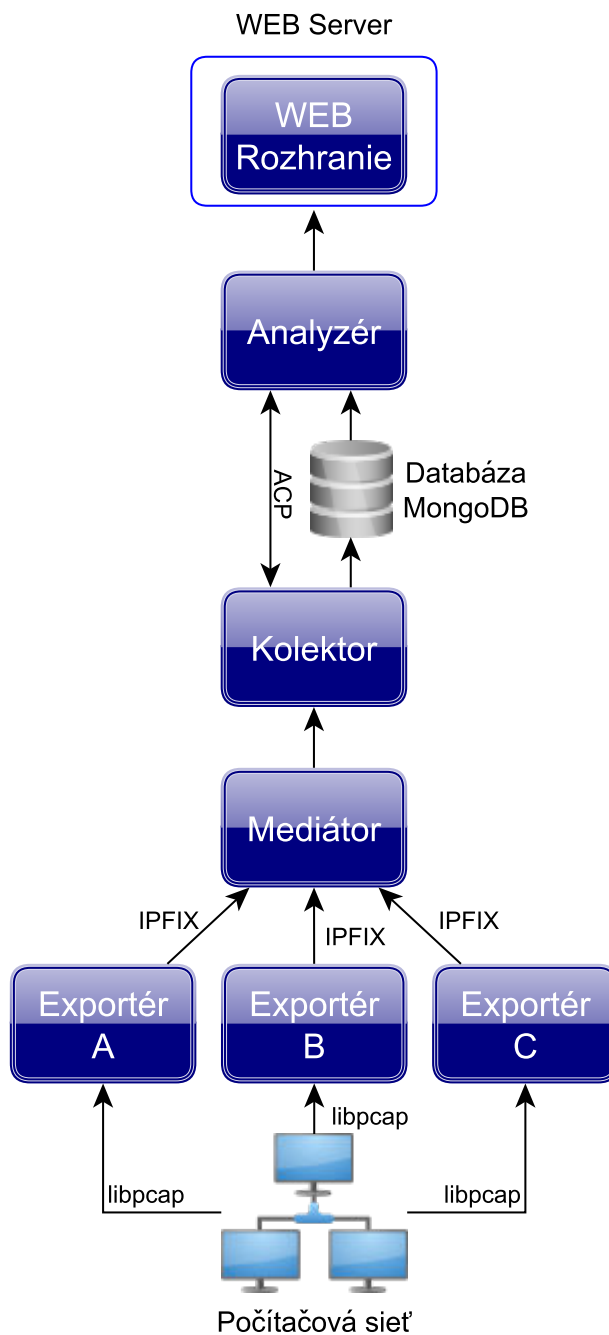 WEB Server
WEB
Rozhranie
Analyzér
ACP
Databáza
MongoDB
Kolektor
Mediátor
IPFIX
IPFIX
IPFIX
Exportér
A
Exportér
B
Exportér
C
libpcap
libpcap
libpcap
Počítačová sieť